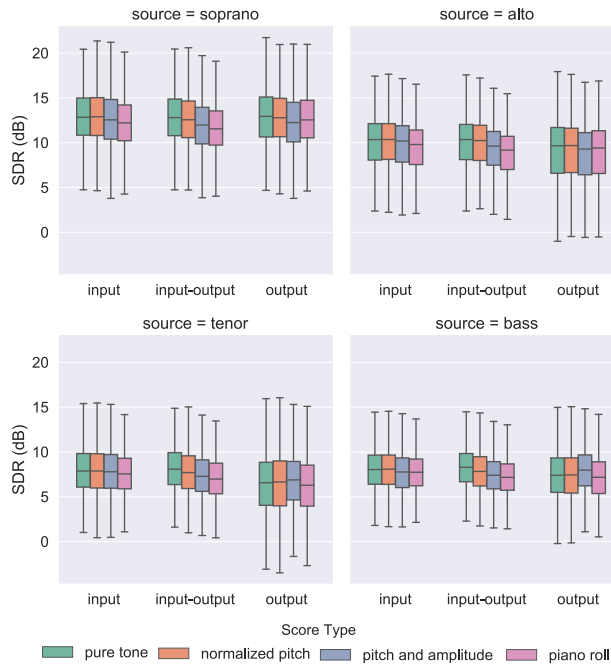 source = soprano
source = alto
20
15
10
5
0
SDR (dB)
input input-output output
input input-output output
source = tenor
source = bass
20
15
10
5
0
SDR (dB)
input input-output output
input input-output output
Score Type
pure tone normalized pitch pitch and amplitude piano roll